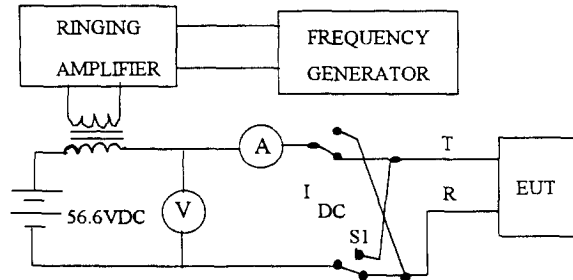 RINGING
AMPLIFIER
FREQUENCY
GENERATOR
A
T
I DC
EUT
56.6VDC
V
R
S1